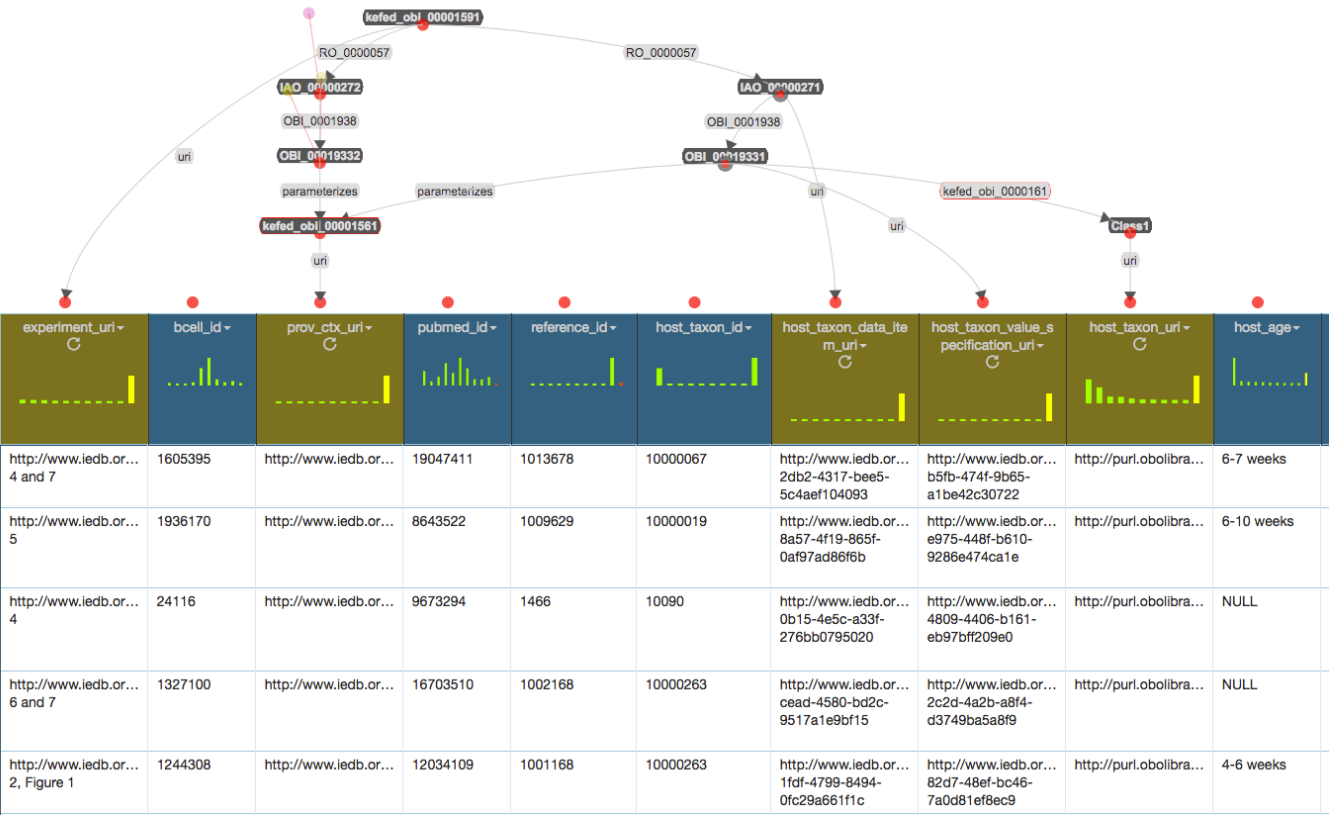 kefed_obi_00001591
RO_0000057
RO_0000057
IAO_00000272
IAO_00000271
OBI_0001938
OBI_0001938
uri
OBI_00019332
OBI_00019331
parameterizes
parameterizes
uri
kefed_obi_0000161
kefed_obi_00001561
uri
Class1
uri
uri
experiment_uri
bcell_id
prov_ctx_uri
pubmed_id
reference_id
host_taxon_id
host_taxon_data_ite
m_uri
host_taxon_value_s
pecification_uri
host_taxon_uri
host_age
http://www.iedb.or...
4 and 7
1605395
http://www.iedb.or...
19047411
1013678
10000067
http://www.iedb.or...
2db2-4317-bee5-
5c4aef104093
http://www.iedb.or...
b5fb-474f-9b65-
a1be42c30722
http://purl.obolibra...
6-7 weeks
http://www.iedb.or...
5
1936170
http://www.iedb.or...
8643522
1009629
10000019
http://www.iedb.or...
8a57-4f19-865f-
0af97ad86f6b
http://www.iedb.or...
e975-448f-b610-
9286e474ca1e
http://purl.obolibra...
6-10 weeks
http://www.iedb.or...
4
24116
http://www.iedb.or...
9673294
1466
10090
http://www.iedb.or...
0b15-4e5c-a33f-
276bb0795020
http://www.iedb.or...
4809-4406-b161-
eb97bff209e0
http://purl.obolibra...
NULL
http://www.iedb.or...
6 and 7
1327100
http://www.iedb.or...
16703510
1002168
10000263
http://www.iedb.or...
cead-4580-bd2c-
9517a1e9bf15
http://www.iedb.or...
2c2d-4a2b-a8f4-
d3749ba5a8f9
http://purl.obolibra...
NULL
http://www.iedb.or...
2, Figure 1
1244308
http://www.iedb.or...
12034109
1001168
10000263
http://www.iedb.or...
1fdf-4799-8494-
0fc29a661f1c
http://www.iedb.or...
82d7-48ef-bc46-
7a0d81ef8ec9
http://purl.obolibra...
4-6 weeks